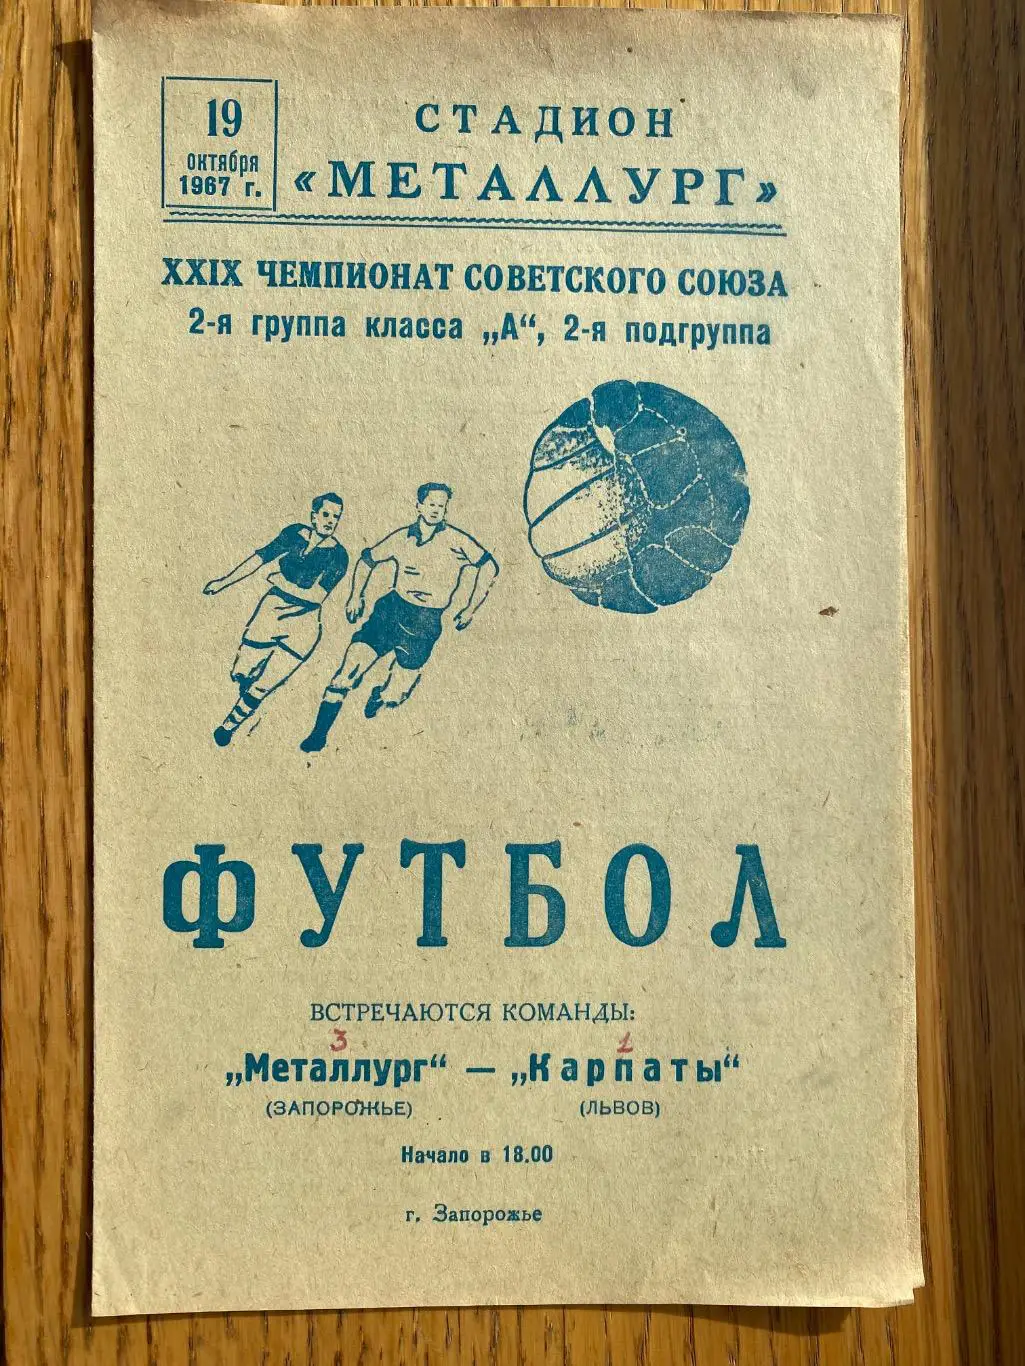 19
октября
1967 г.
СТАДИОН
«МЕТАЛЛУРГ»
XXIX ЧЕМПИОНАТ СОВЕТСКОГО СОЮЗА
2-я группа класса „А“, 2-я подгруппа
ФУТБОЛ
ВСТРЕЧАЮТСЯ КОМАНДЫ:
3 1
„Металлург“ — „Карпаты“
(ЗАПОРОЖЬЕ) (ЛЬВОВ)
Начало в 18.00
г. Запорожье